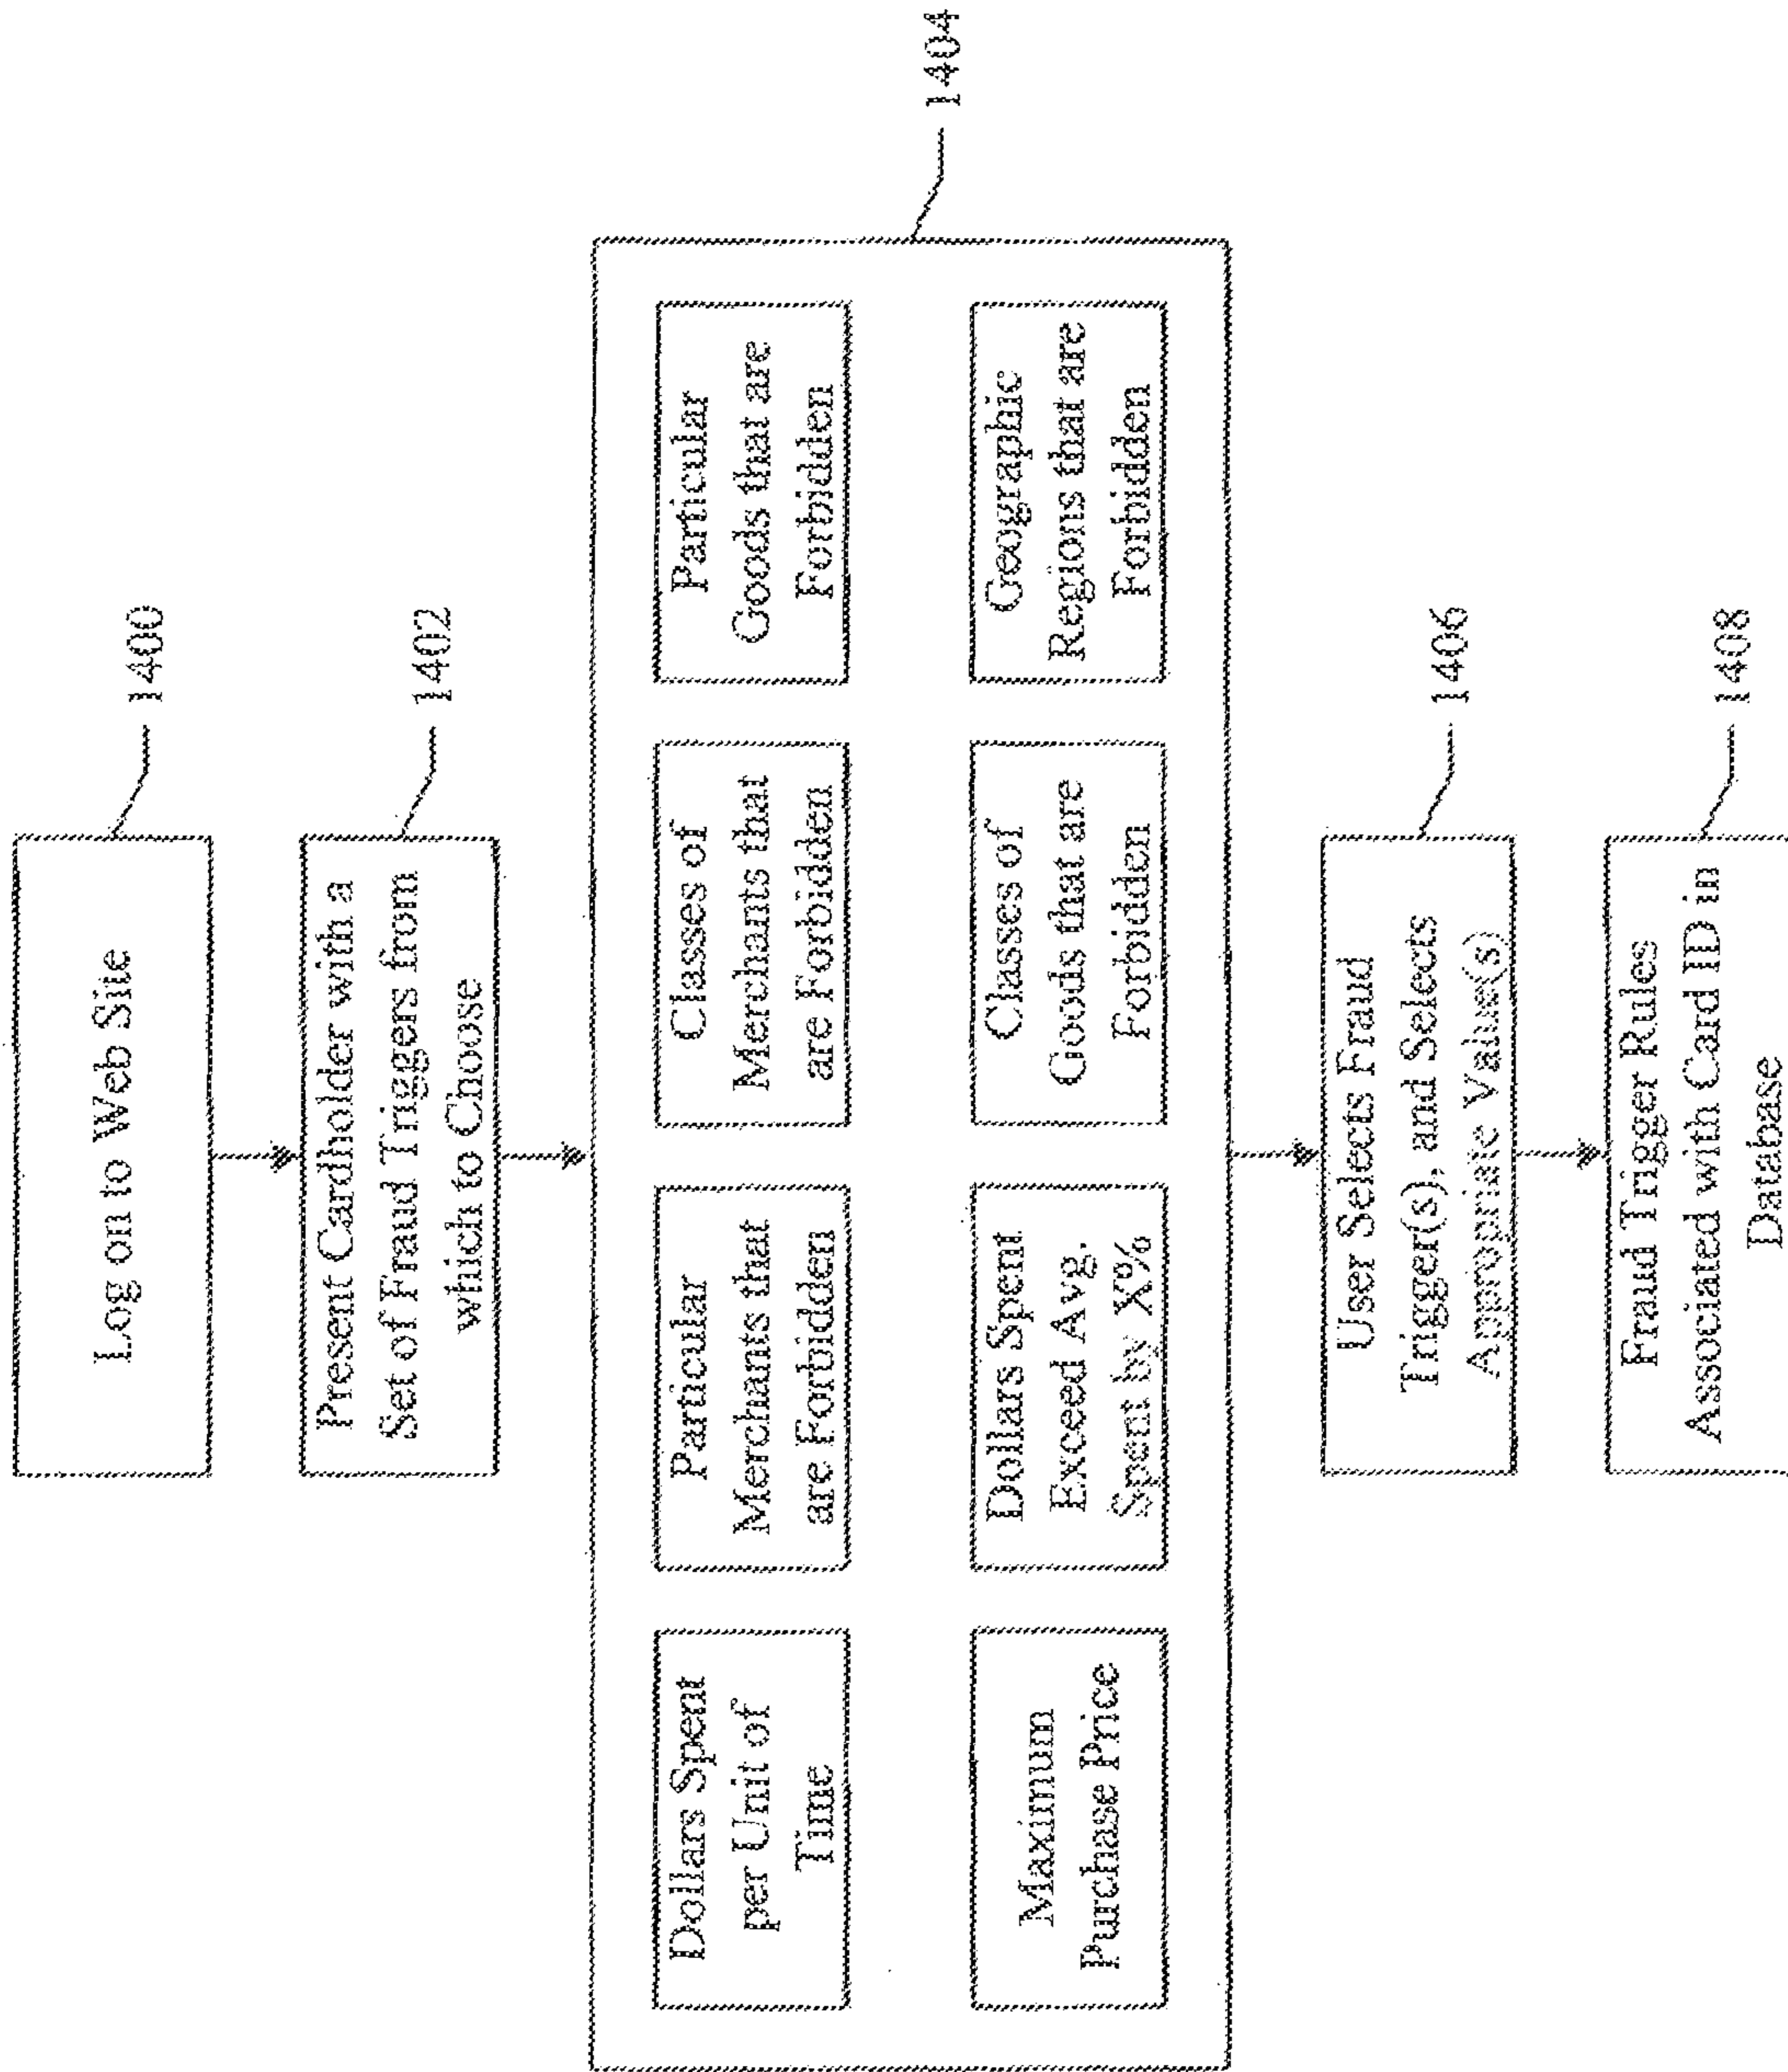 Log on to Web Site
1400
Present Cardholder with a
Set of Fraud Triggers from
which to Choose
1402
1404
Dollars Spent
per Unit of
Time
Particular
Merchants that
are Forbidden
Classes of
Merchants that
are Forbidden
Particular
Goods that are
Forbidden
Maximum
Purchase Price
Dollars Spent
Exceed Avg.
Spent by X%
Classes of
Goods that are
Forbidden
Geographic
Regions that are
Forbidden
User Selects Fraud
Trigger(s), and Selects
Appropriate Value(s)
1406
Fraud Trigger Rules
Associated with Card ID in
Database
1408